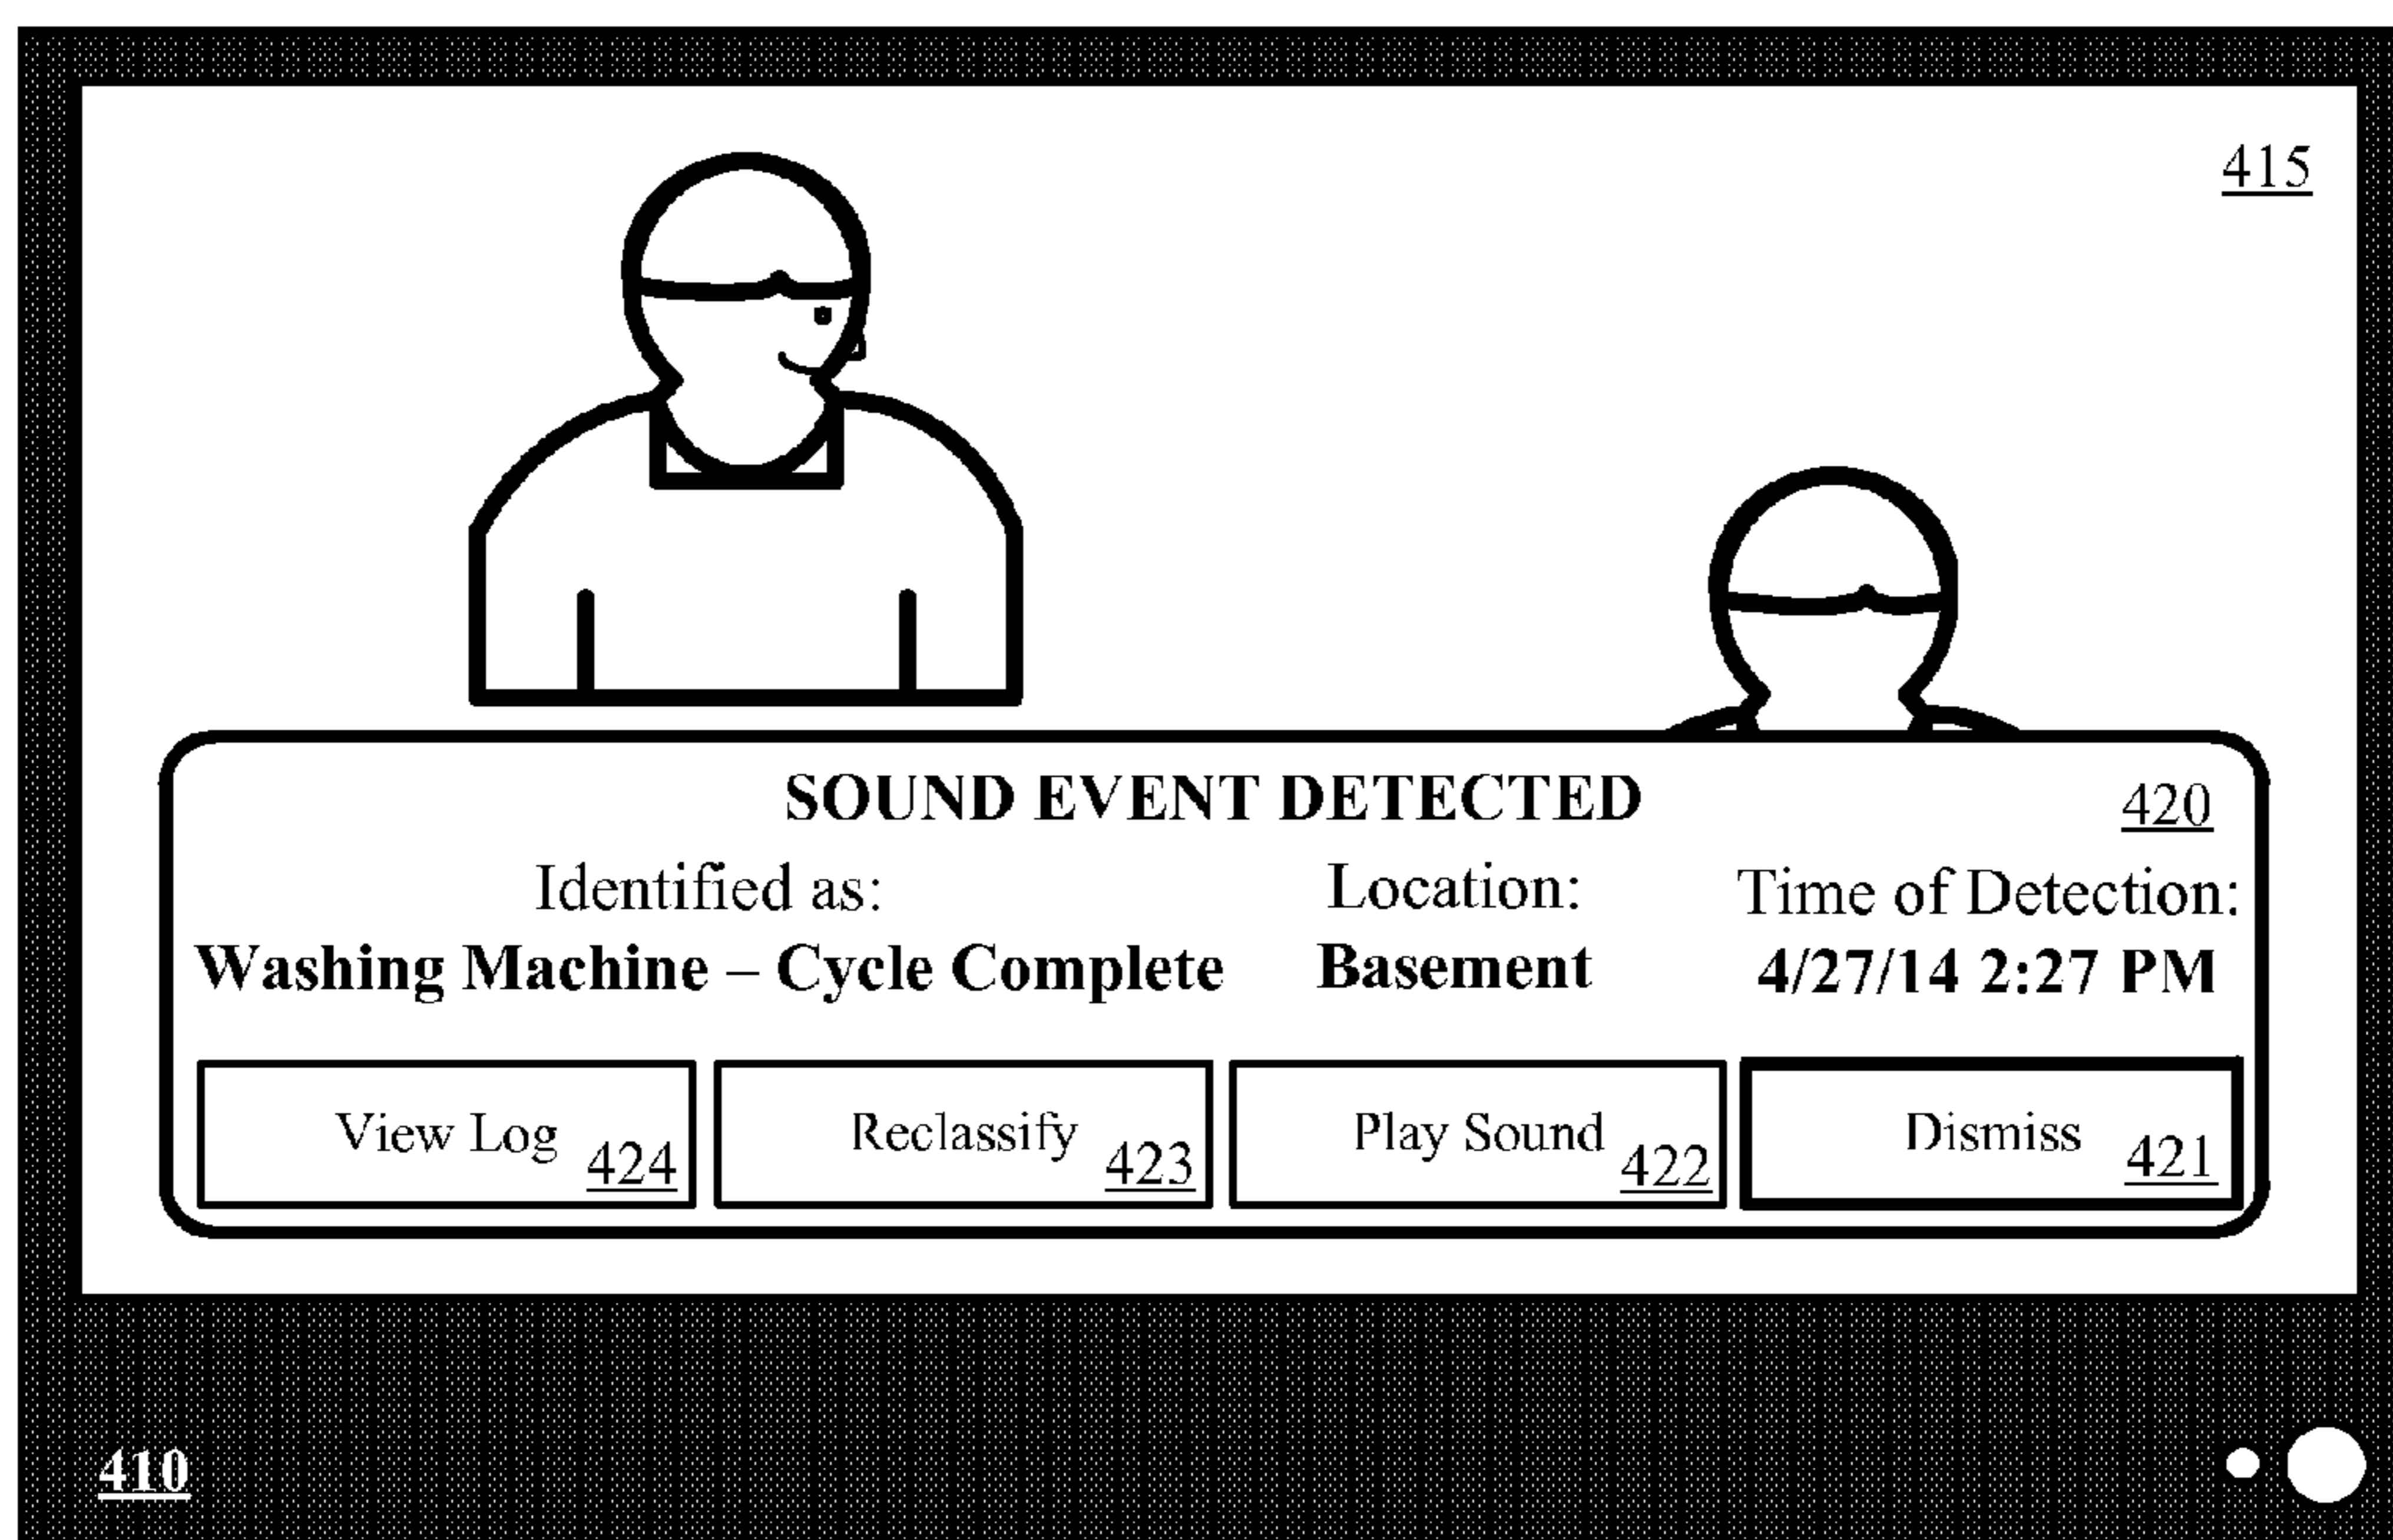 415
SOUND EVENT DETECTED
420
Identified as:
Location:
Time of Detection:
Washing Machine – Cycle Complete
Basement
4/27/14 2:27 PM
View Log 424
Reclassify 423
Play Sound 422
Dismiss 421
410